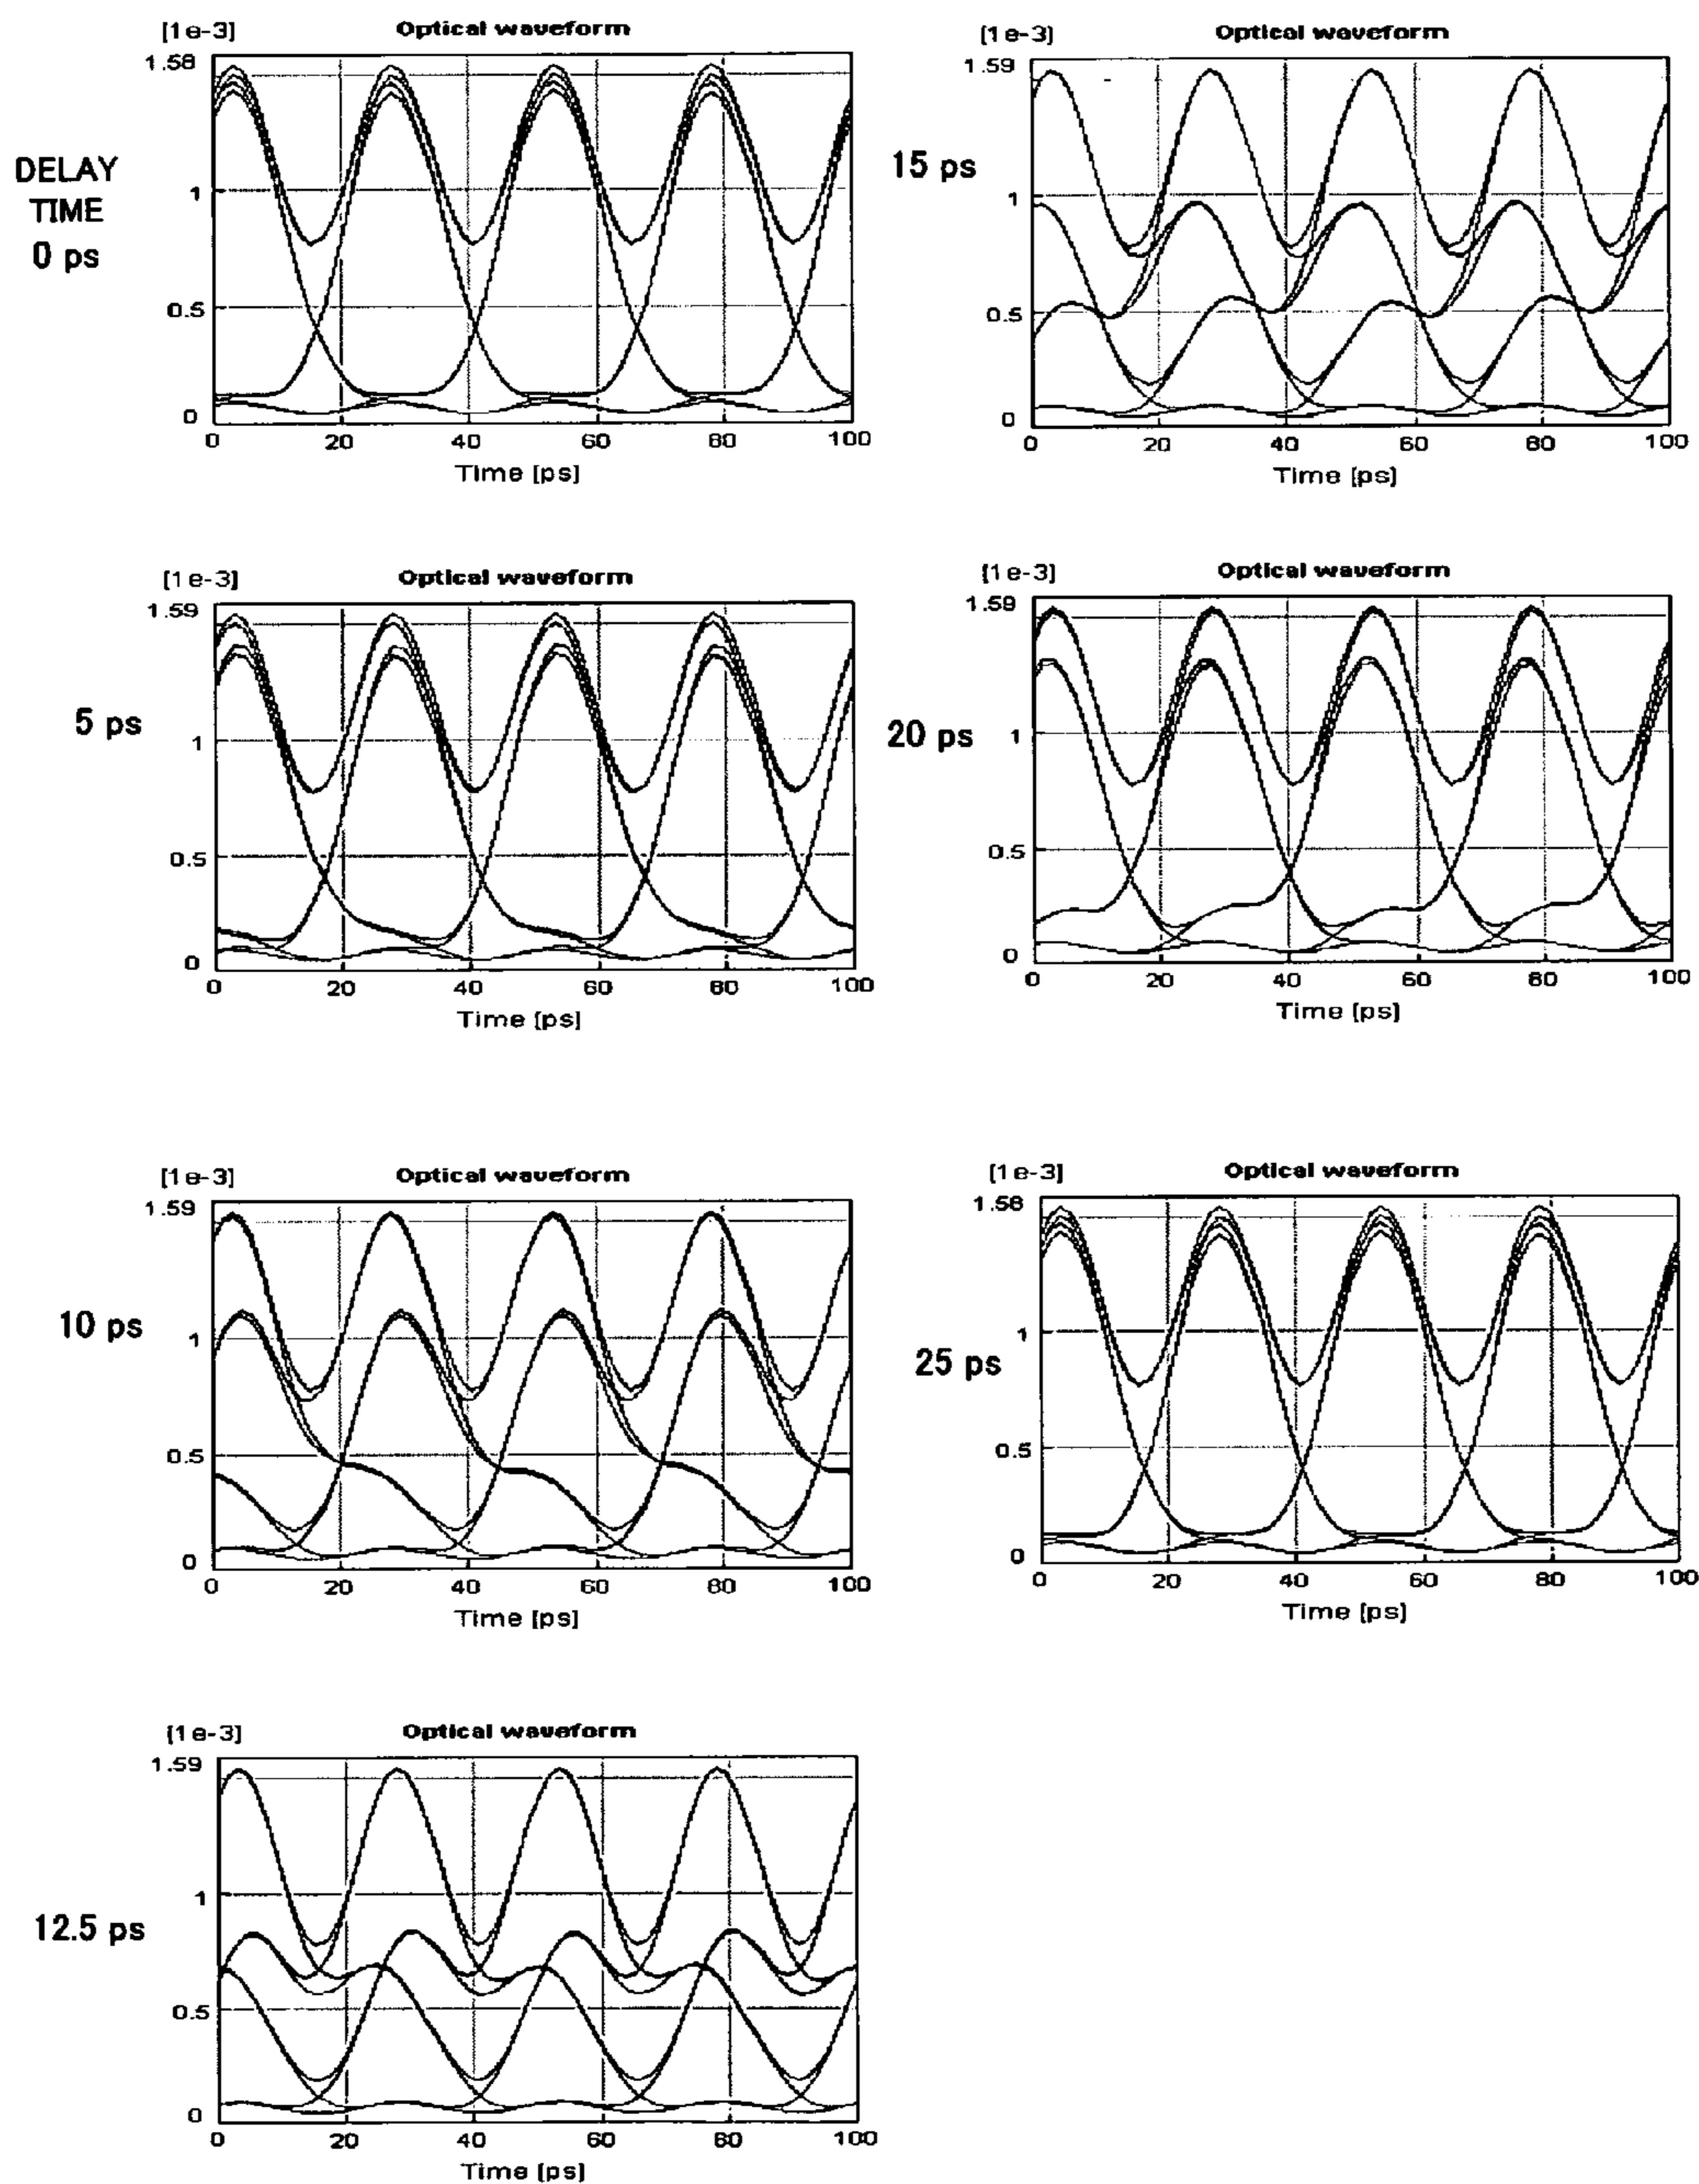 DELAY
TIME
0 ps
[1e-3]
Optical waveform
1.58
1
0.5
0
0 20 40 60 80 100
Time [ps]
15 ps
[1e-3]
Optical waveform
1.59
1
0.5
0
0 20 40 60 80 100
Time [ps]
5 ps
[1e-3]
Optical waveform
1.59
1
0.5
0
0 20 40 60 80 100
Time [ps]
20 ps
[1e-3]
Optical waveform
1.59
1
0.5
0
0 20 40 60 80 100
Time [ps]
10 ps
[1e-3]
Optical waveform
1.59
1
0.5
0
0 20 40 60 80 100
Time [ps]
25 ps
[1e-3]
Optical waveform
1.58
1
0.5
0
0 20 40 60 80 100
Time [ps]
12.5 ps
[1e-3]
Optical waveform
1.59
1
0.5
0
0 20 40 60 80 100
Time [ps]